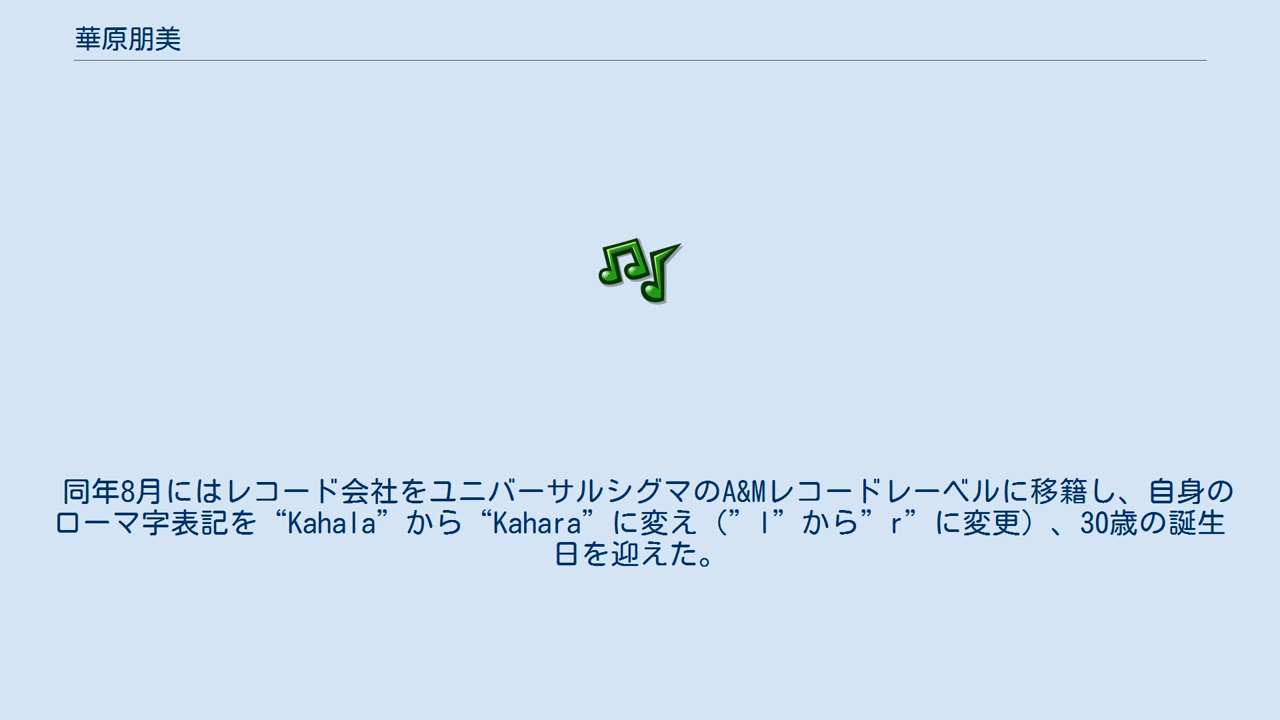 華原朋美
同年8月にはレコード会社をユニバーサルシグマのA&Mレコードレーベルに移籍し、自身の
ローマ字表記を“Kahala”から“Kahara”に変え（”l”から”r”に変更）、30歳の誕生
日を迎えた。